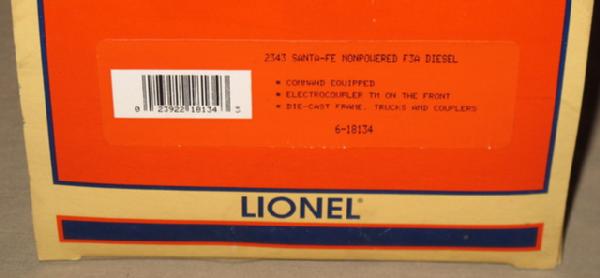 2343 SANTA-FE NONPOWERED F3A DIESEL
* COMMAND EQUIPPED
* ELECTROCOUPLER TM ON THE FRONT
* DIE-CAST FRAME, TRUCKS AND COUPLERS
0 23922 18134
6-18134
LIONEL®